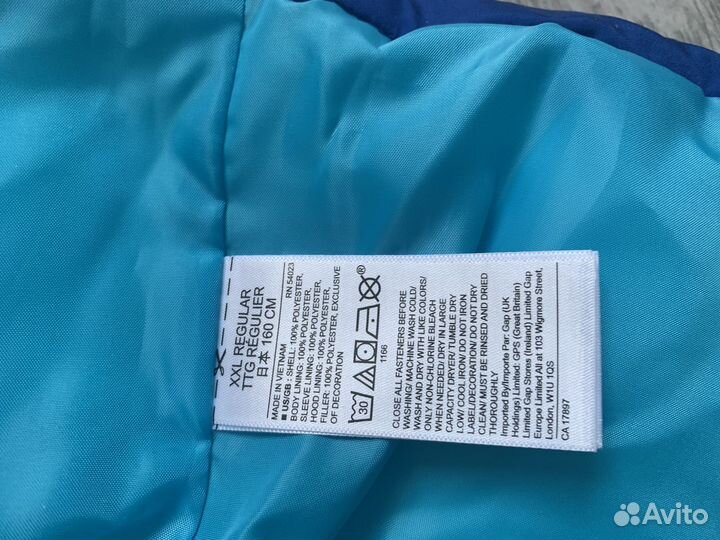 XXL REGULAR
TTG RÉGULIER
日本 160 CM
RN 54023
MADE IN VIETNAM
■ US/GB : SHELL: 100% POLYESTER,
BODY LINING: 100% POLYESTER,
SLEEVE LINING: 100% POLYESTER,
HOOD LINING: 100% POLYESTER,
FILLER: 100% POLYESTER, EXCLUSIVE
OF DECORATION
30
1166
CLOSE ALL FASTENERS BEFORE
WASHING/ MACHINE WASH COLD/
WASH AND DRY WITH LIKE COLORS/
ONLY NON-CHLORINE BLEACH
WHEN NEEDED/ DRY IN LARGE
CAPACITY DRYER/ TUMBLE DRY
LOW/ COOL IRON/ DO NOT IRON
LABEL/DECORATION/ DO NOT DRY
CLEAN/ MUST BE RINSED AND DRIED
THOROUGHLY
Imported By/Importe Par: Gap (UK
Holdings) Limited: GPS (Great Britain)
Limited Gap Stores (Ireland) Limited Gap
Europe Limited All at 103 Wigmore Street,
London, W1U 1QS
CA 17897
Avito